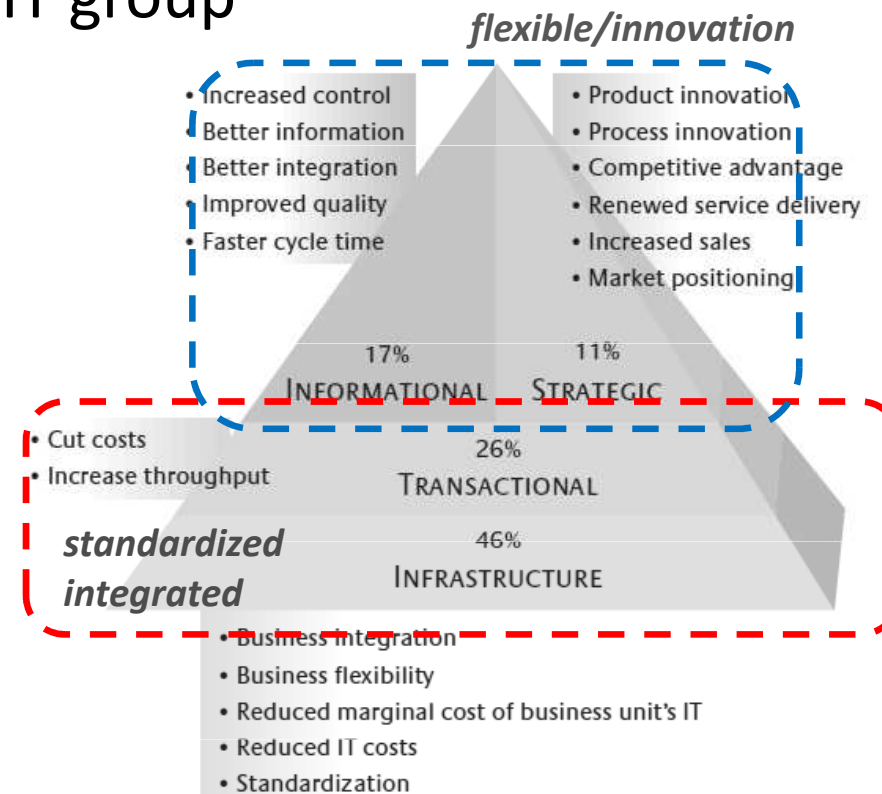 group
flexible/innovation
• Increased control
• Better information
• Better integration
• Improved quality
• Faster cycle time
• Product innovation
• Process innovation
• Competitive advantage
• Renewed service delivery
• Increased sales
• Market positioning
17%
INFORMATIONAL
11%
STRATEGIC
• Cut costs
• Increase throughput
26%
TRANSACTIONAL
standardized
integrated
46%
INFRASTRUCTURE
• Business integration
• Business flexibility
• Reduced marginal cost of business unit's IT
• Reduced IT costs
• Standardization